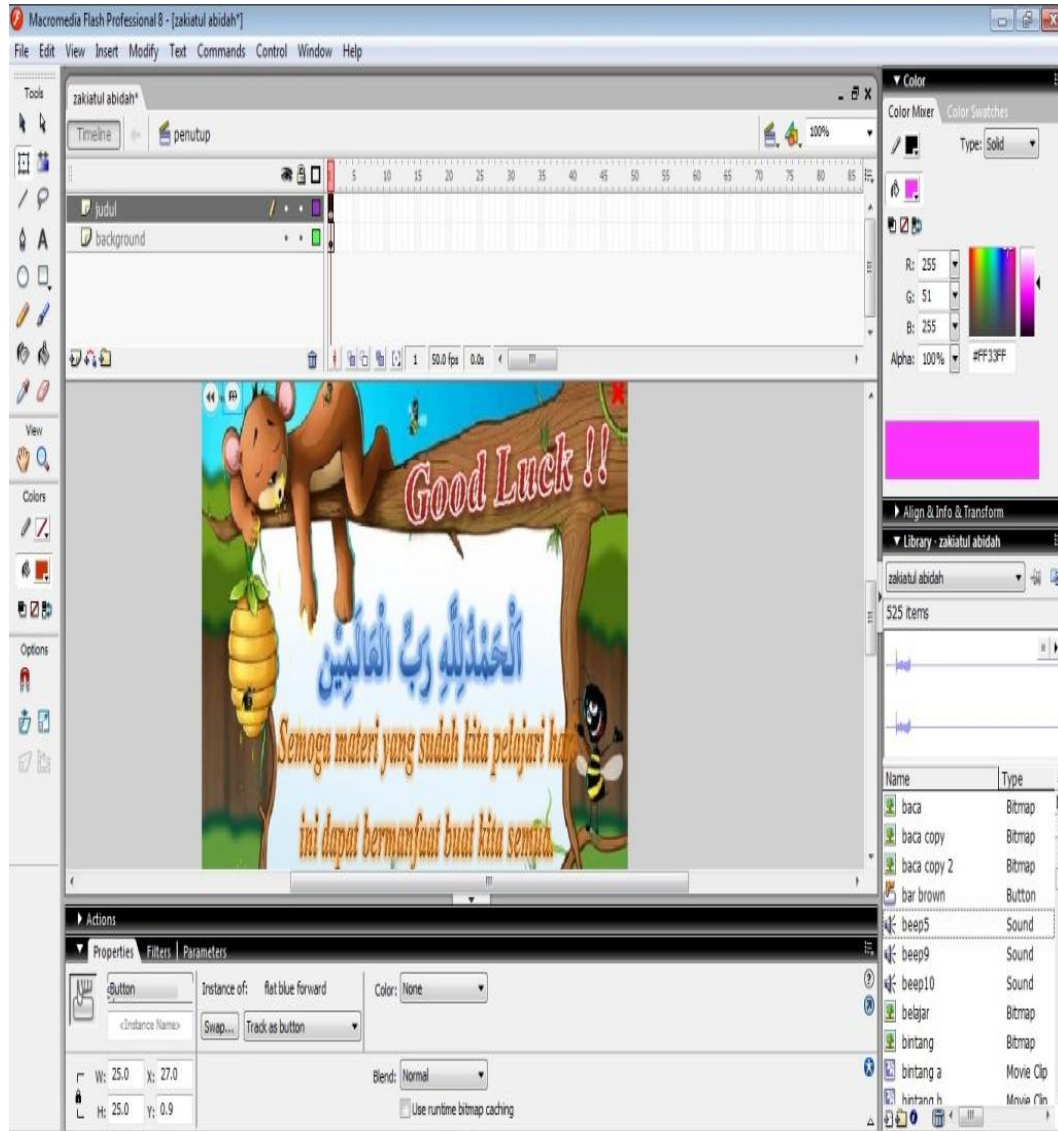 Macromedia Flash Professional 8 - [zakiatul abidah*]
File Edit View Insert Modify Text Commands Control Window Help
Tools
zakiatul abidah*
Timeline
penutup
100%
5 10 15 20 25 30 35 40 45 50 55 60 65 70 75 80 85
judul
background
1 50.0 fps 0.0s
View
Colors
Options
Good Luck !!
اَلْحَمْدُلِلّٰهِ رَبِّ الْعَالَمِيْن
Semoga materi yang sudah kita pelajari hari
ini dapat bermanfaat buat kita semua.
Color
Color Mixer Color Swatches
Type: Solid
R: 255
G: 51
B: 255
Alpha: 100% #FF33FF
Align & Info & Transform
Library - zakiatul abidah
zakiatul abidah
525 items
Name Type
baca Bitmap
baca copy Bitmap
baca copy 2 Bitmap
bar brown Button
beep5 Sound
beep9 Sound
beep10 Sound
belajar Bitmap
bintang Bitmap
bintang a Movie Clip
bintang b Movie Clip
Actions
Properties Filters Parameters
Button
Instance of: flat blue forward
Color: None
<Instance Name>
Swap... Track as button
W: 25.0 X: 27.0
Blend: Normal
H: 25.0 Y: 0.9
Use runtime bitmap caching